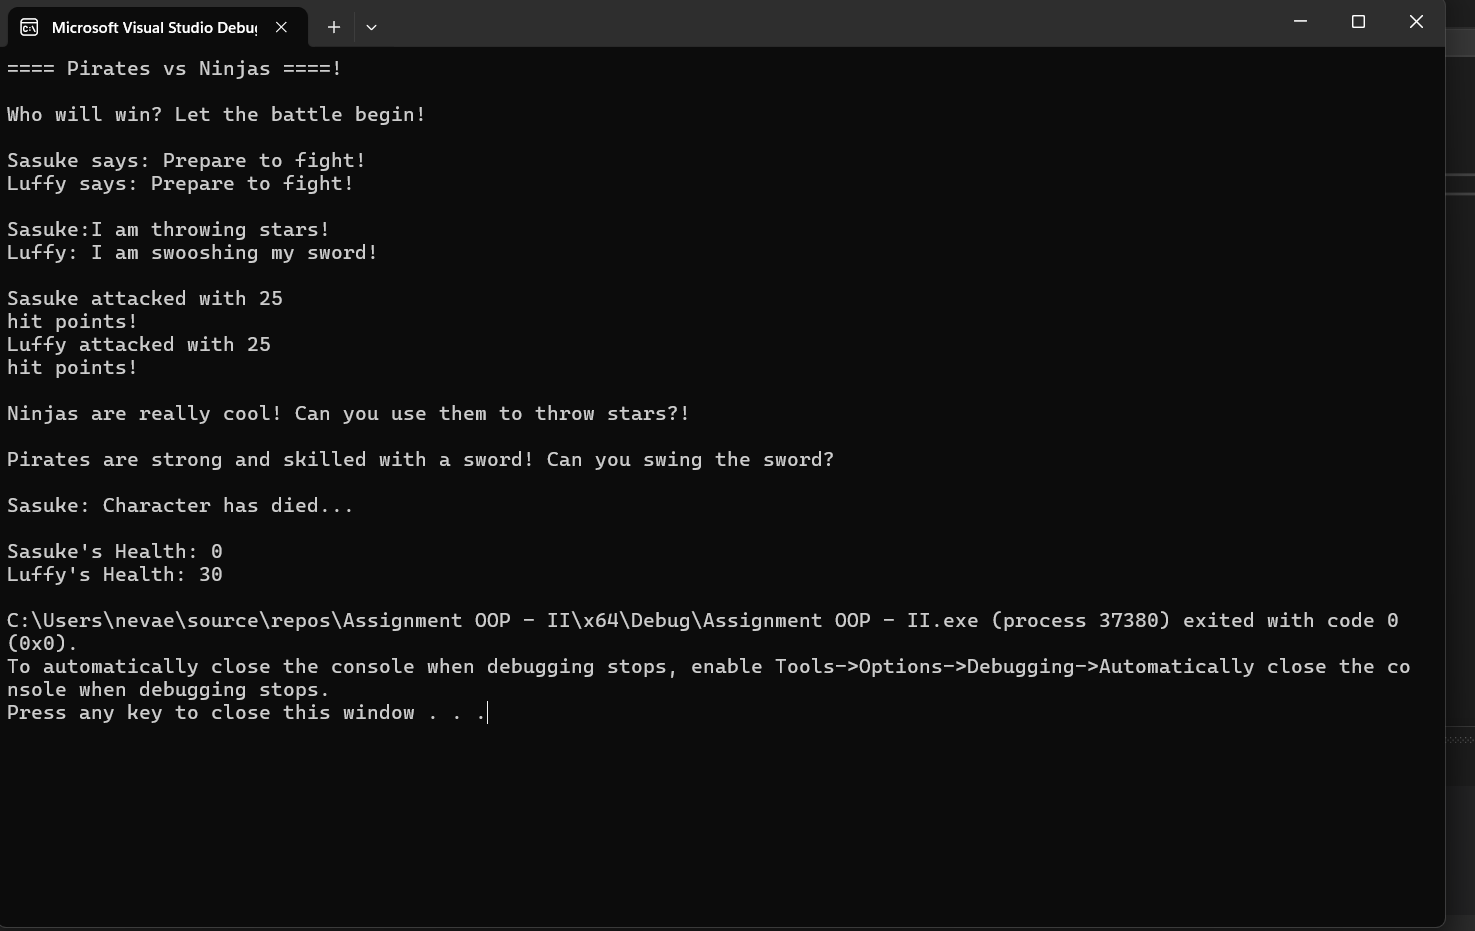 Microsoft Visual Studio Debu
==== Pirates vs Ninjas ====!
Who will win? Let the battle begin!
Sasuke says: Prepare to fight!
Luffy says: Prepare to fight!
Sasuke:I am throwing stars!
Luffy: I am swooshing my sword!
Sasuke attacked with 25
hit points!
Luffy attacked with 25
hit points!
Ninjas are really cool! Can you use them to throw stars?!
Pirates are strong and skilled with a sword! Can you swing the sword?
Sasuke: Character has died...
Sasuke's Health: 0
Luffy's Health: 30
C:\Users\nevae\source\repos\Assignment OOP - II\x64\Debug\Assignment OOP - II.exe (process 37380) exited with code 0
(0x0).
To automatically close the console when debugging stops, enable Tools->Options->Debugging->Automatically close the co
nsole when debugging stops.
Press any key to close this window . . .